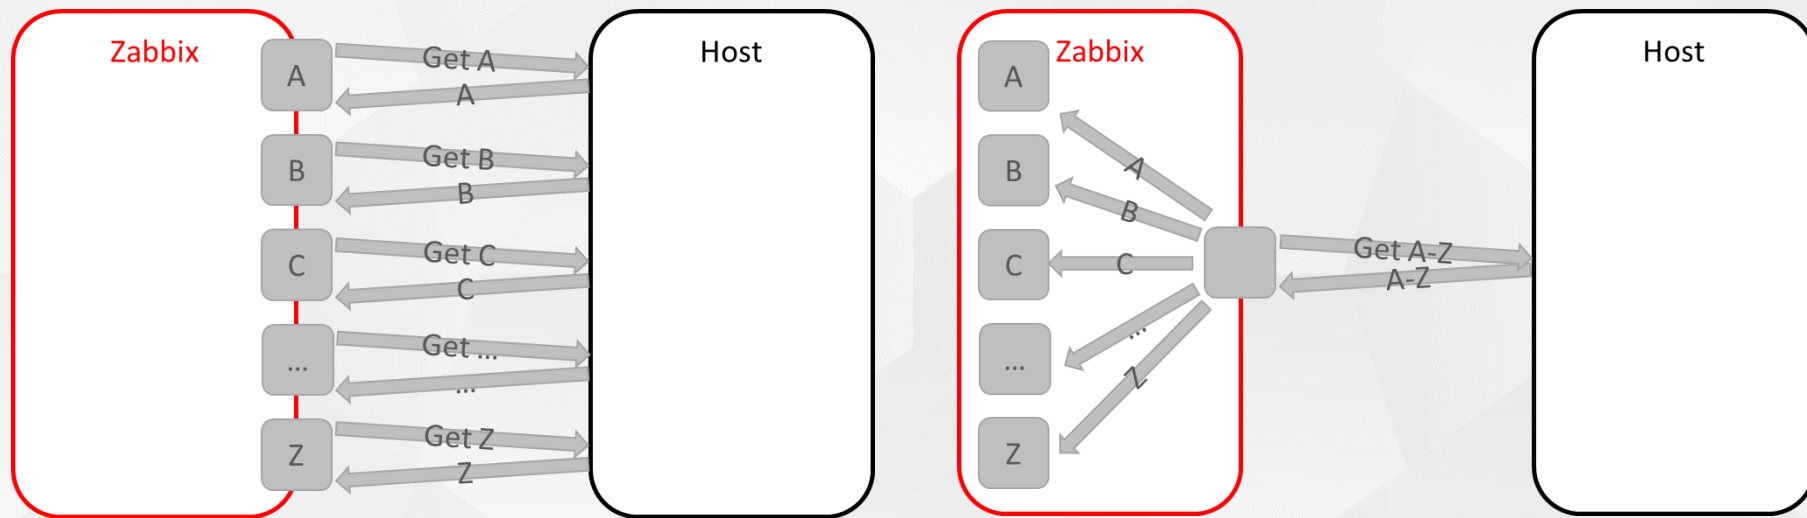 Zabbix
Host
A
Get A
A
B
Get B
B
C
Get C
C
...
Get ...
...
Z
Get Z
Z
Zabbix
Host
A
B
C
...
Z
A
B
C
...
Z
Get A-Z
A-Z